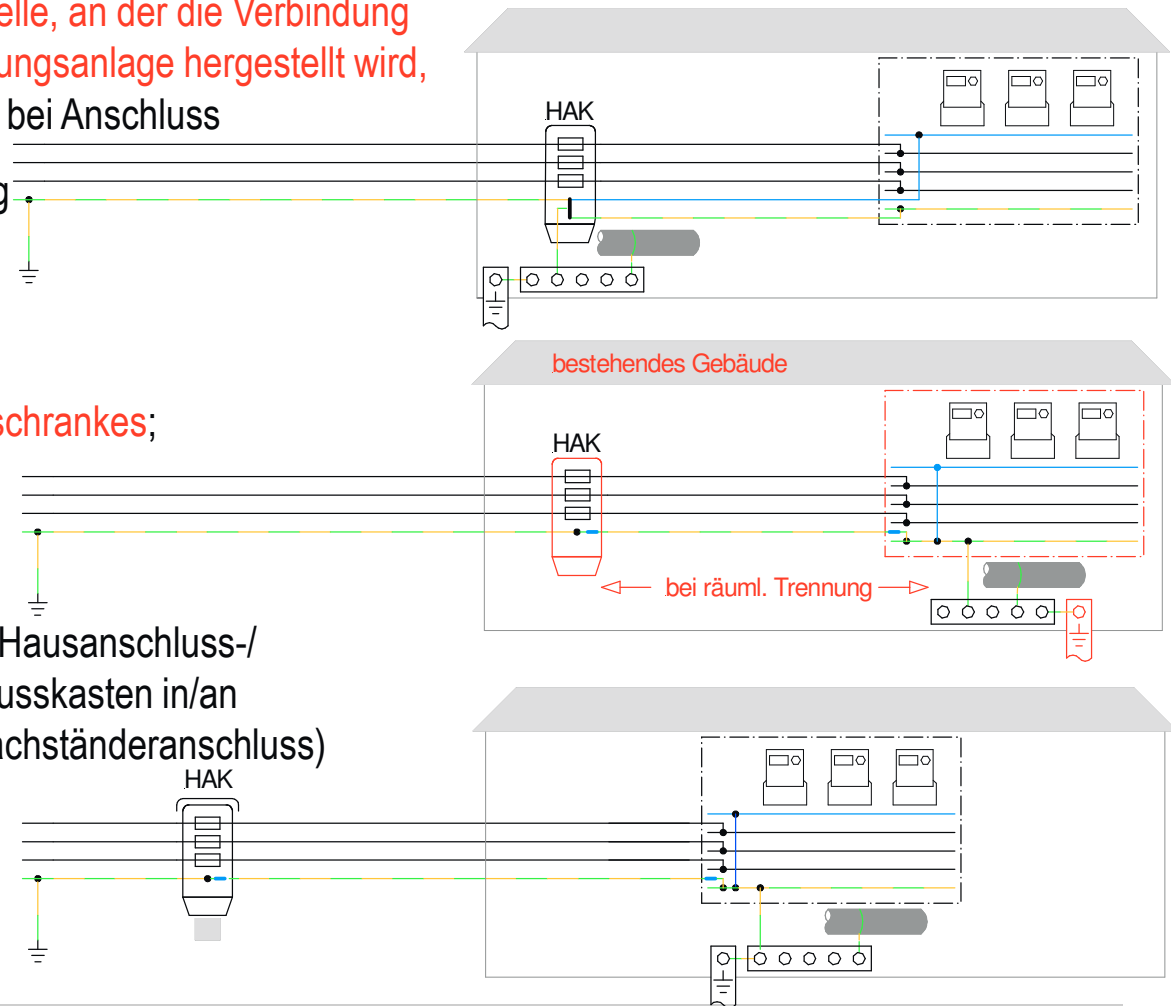 elle, an der die Verbindung
ungsanlage hergestellt wird,
bei Anschluss
HAK
g
bestehendes Gebäude
schrankes;
HAK
bei räuml. Trennung
Hausanschluss-/
usskasten in/an
achständeranschluss)
HAK